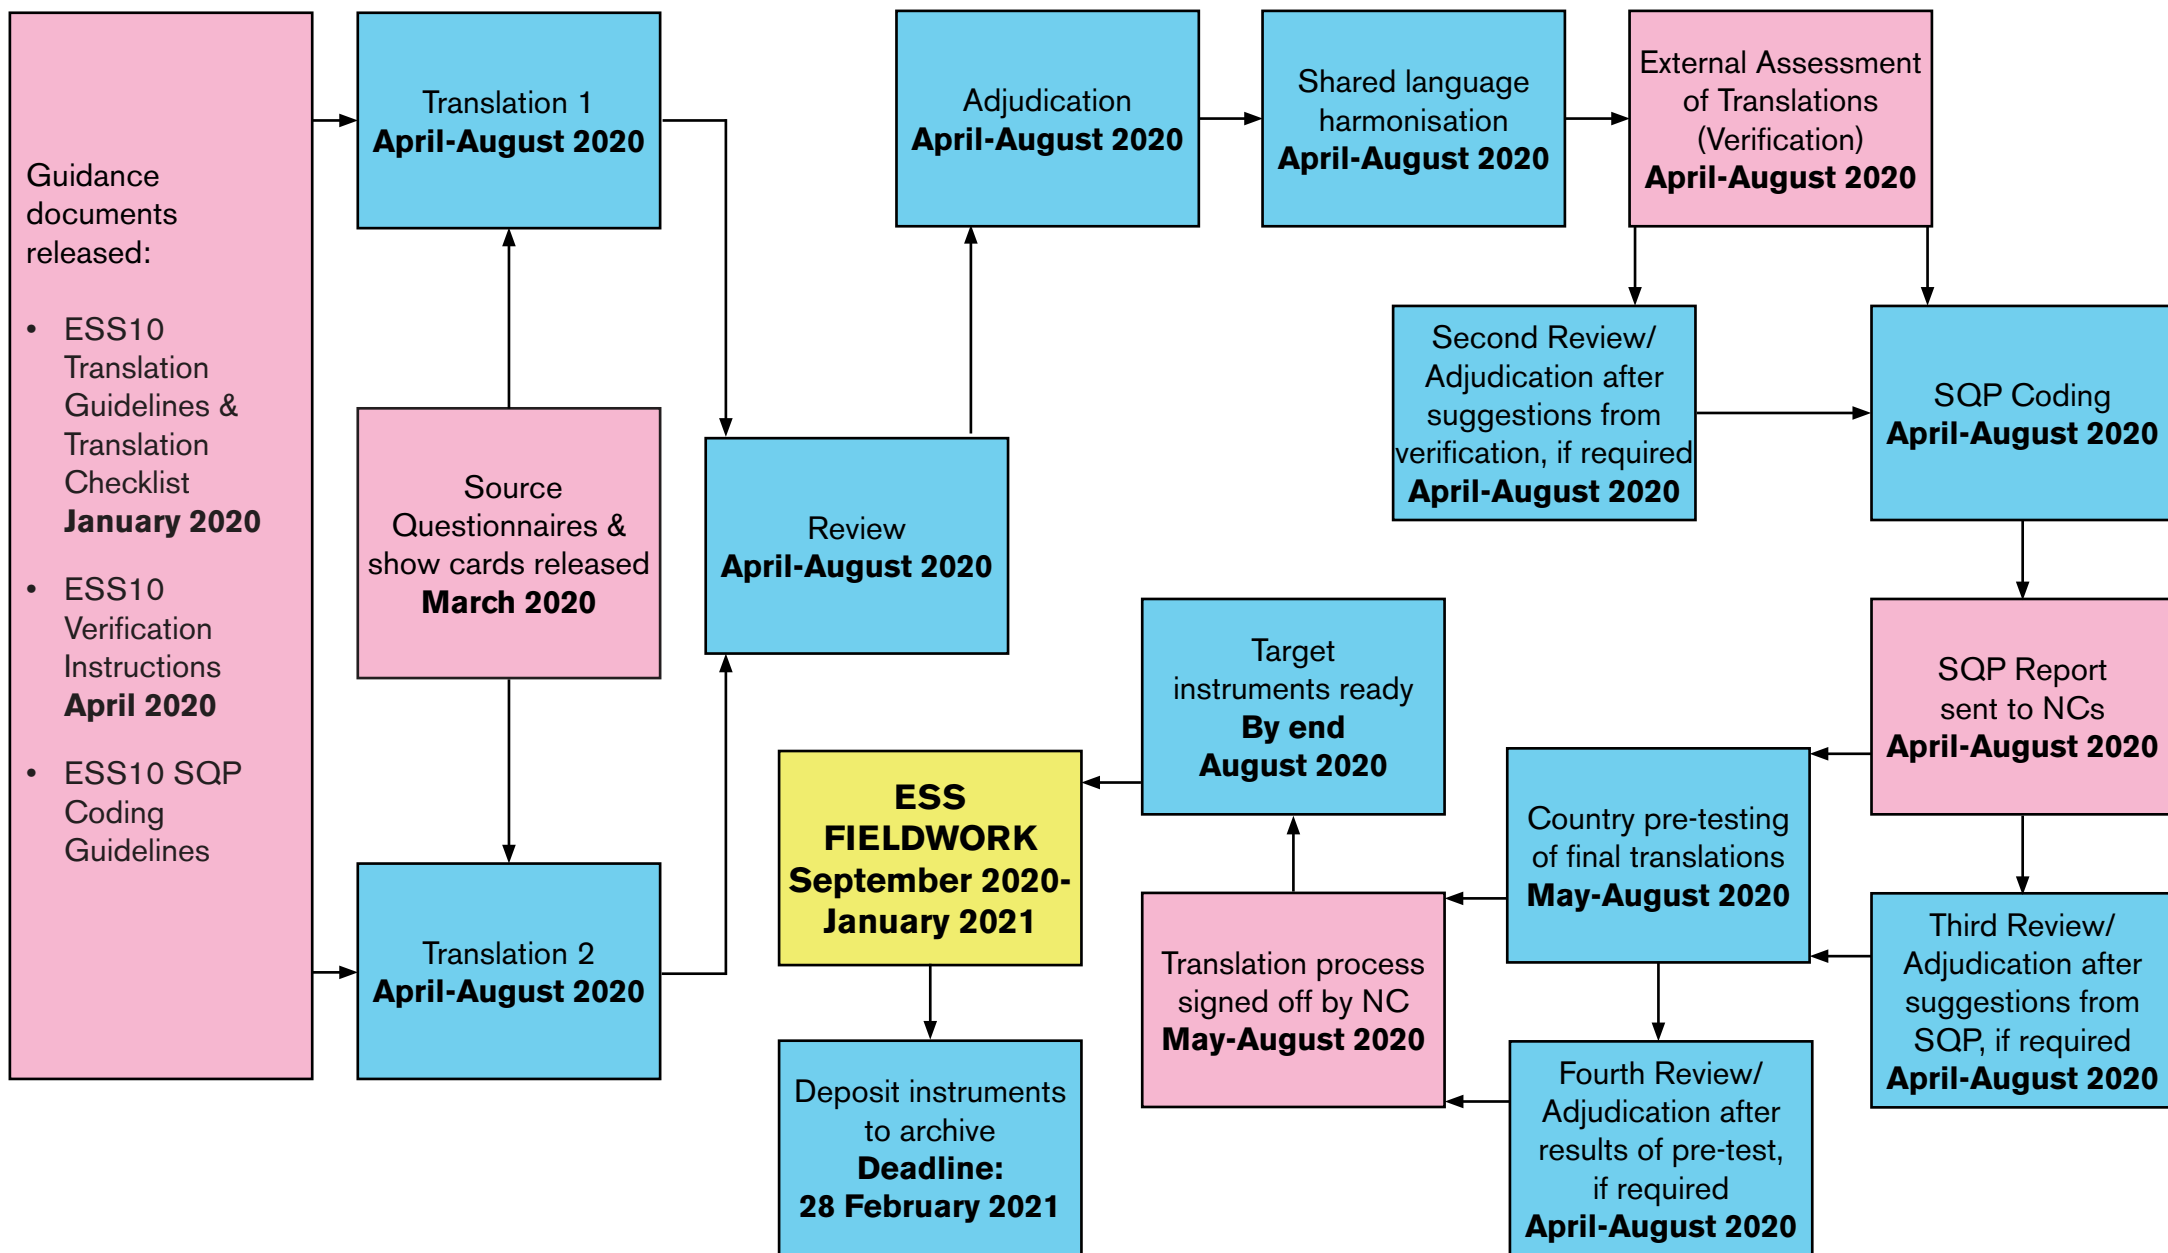 Guidance
documents
released:
• ESS10
Translation
Guidelines &
Translation
Checklist
January 2020
• ESS10
Verification
Instructions
April 2020
• ESS10 SQP
Coding
Guidelines
Translation 1
April-August 2020
Source
Questionnaires &
show cards released
March 2020
Translation 2
April-August 2020
Review
April-August 2020
Adjudication
April-August 2020
Shared language
harmonisation
April-August 2020
External Assessment
of Translations
(Verification)
April-August 2020
Second Review/
Adjudication after
suggestions from
verification, if required
April-August 2020
SQP Coding
April-August 2020
SQP Report
sent to NCs
April-August 2020
Third Review/
Adjudication after
suggestions from
SQP, if required
April-August 2020
Country pre-testing
of final translations
May-August 2020
Fourth Review/
Adjudication after
results of pre-test,
if required
April-August 2020
Translation process
signed off by NC
May-August 2020
Target
instruments ready
By end
August 2020
ESS
FIELDWORK
September 2020-
January 2021
Deposit instruments
to archive
Deadline:
28 February 2021